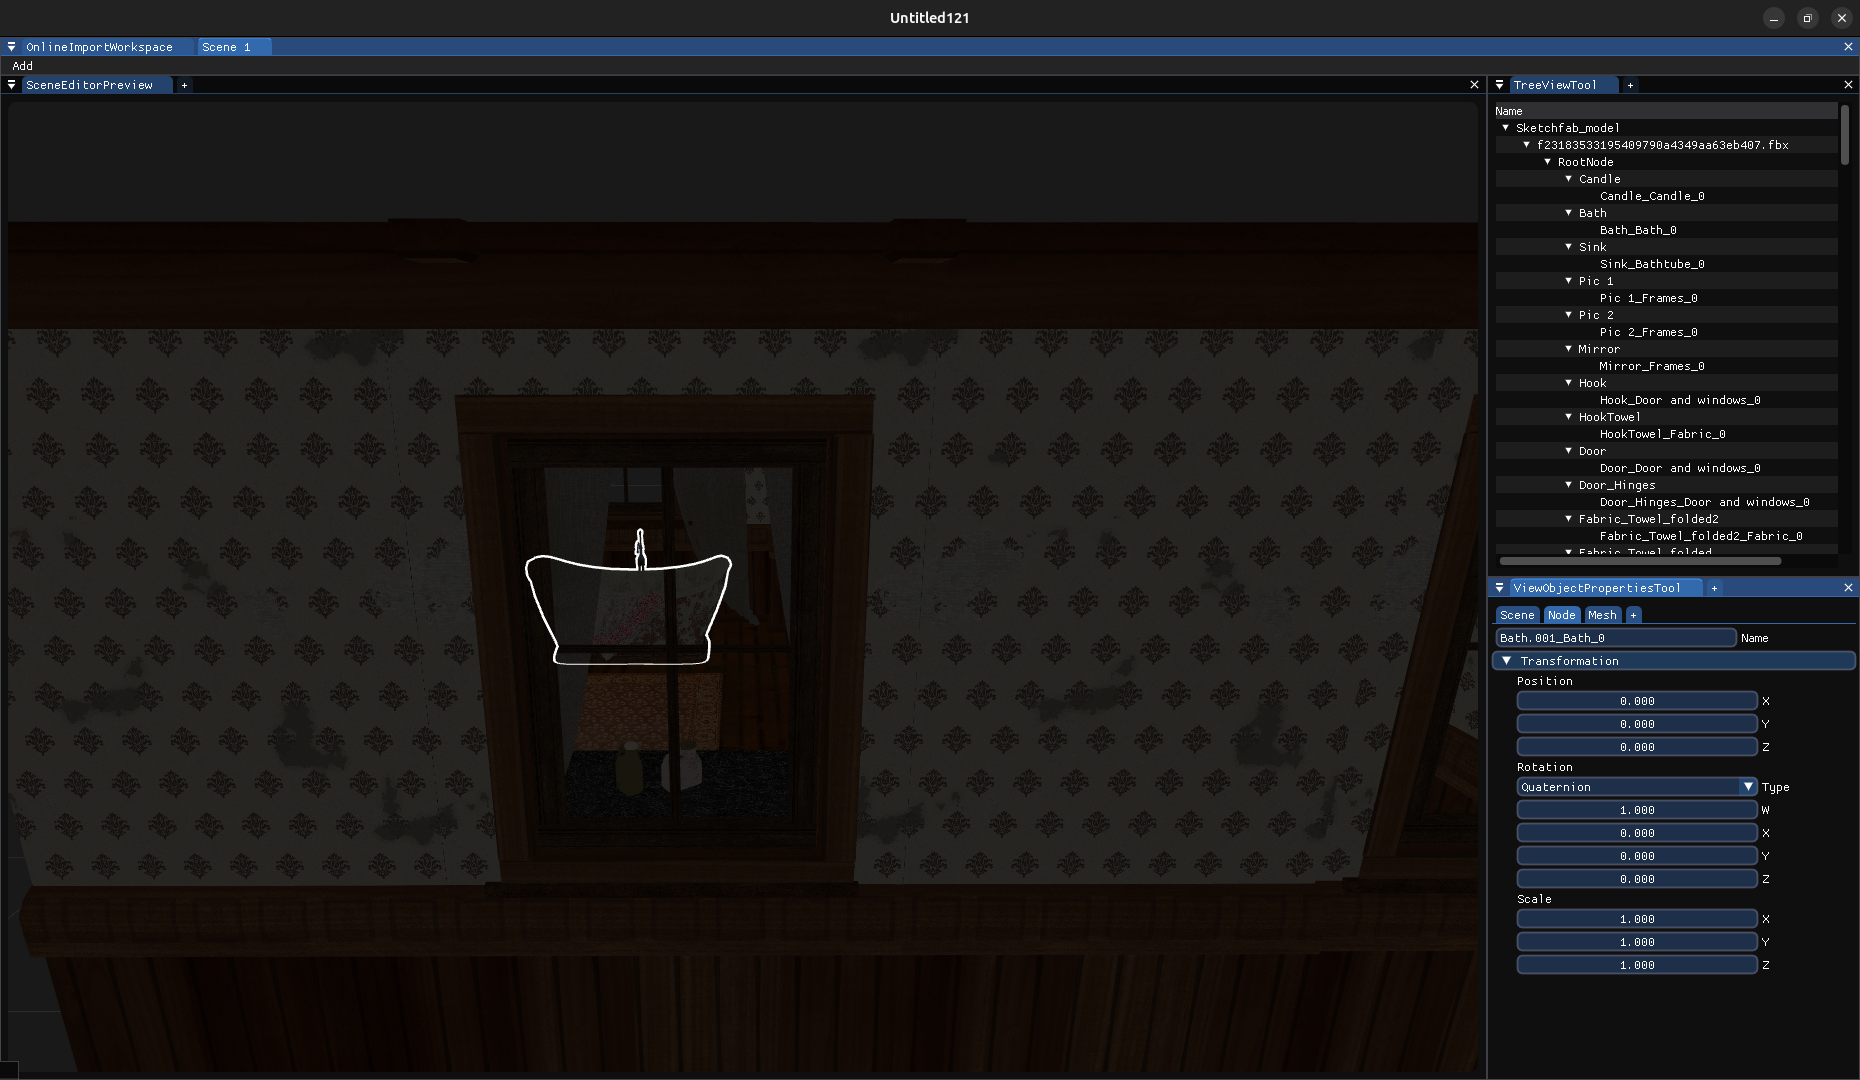 Untitled121
OnlineImportWorkspace
Scene 1
Add
SceneEditorPreview
+
TreeViewTool
+
Name
Sketchfab_model
f23183533195409790a4349aa63eb407.fbx
RootNode
Candle
Candle_Candle_0
Bath
Bath_Bath_0
Sink
Sink_Bathtube_0
Pic 1
Pic 1_Frames_0
Pic 2
Pic 2_Frames_0
Mirror
Mirror_Frames_0
Hook
Hook_Door and windows_0
HookTowel
HookTowel_Fabric_0
Door
Door_Door and windows_0
Door_Hinges
Door_Hinges_Door and windows_0
Fabric_Towel_folded2
Fabric_Towel_folded2_Fabric_0
Fabric_Towel_folded
ViewObjectPropertiesTool
+
Scene Node Mesh +
Bath.001_Bath_0 Name
Transformation
Position
0.000 X
0.000 Y
0.000 Z
Rotation
Quaternion Type
1.000 W
0.000 X
0.000 Y
0.000 Z
Scale
1.000 X
1.000 Y
1.000 Z